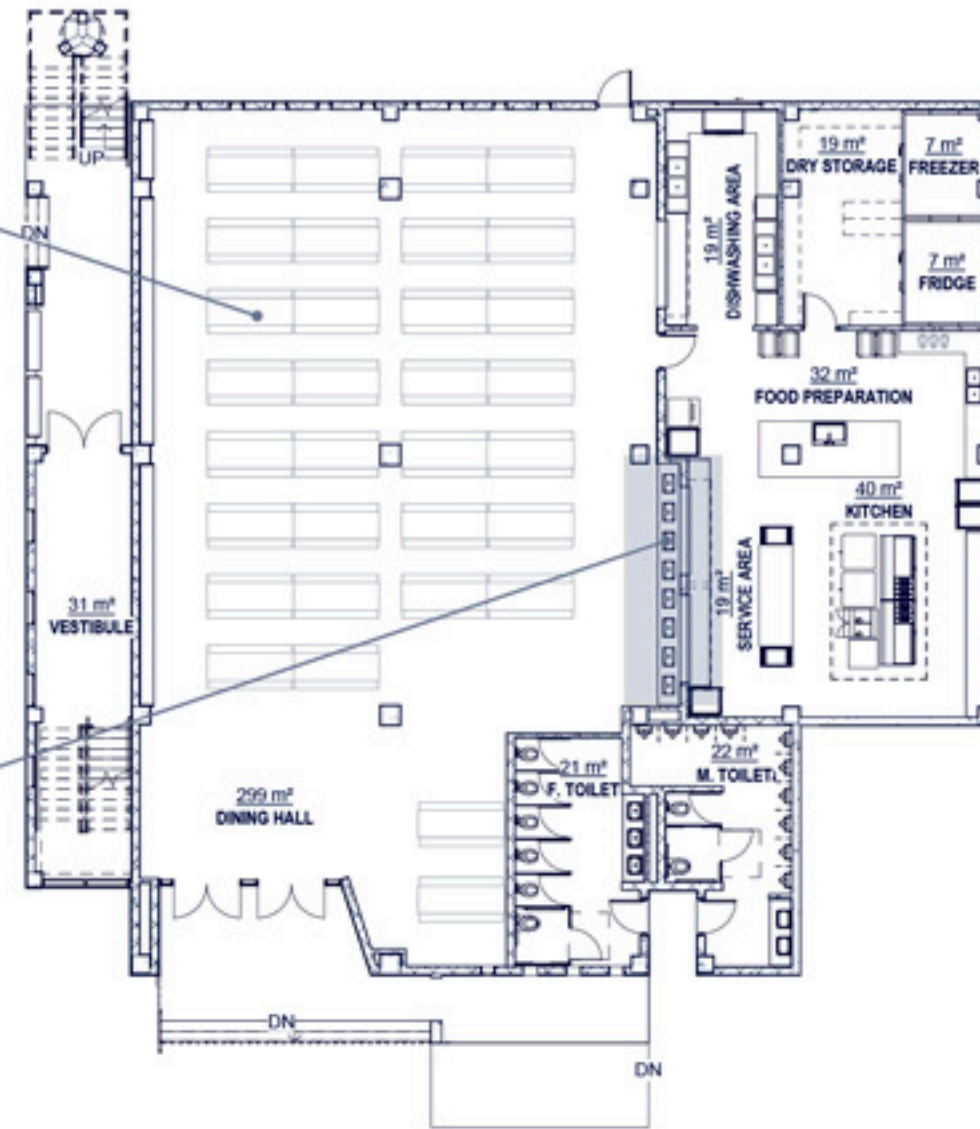 UP
DN
19 m²
DRY STORAGE
7 m²
FREEZER
7 m²
FRIDGE
19 m²
DISHWASHING AREA
32 m²
FOOD PREPARATION
40 m²
KITCHEN
19 m²
SERVICE AREA
31 m²
VESTIBULE
299 m²
DINING HALL
21 m²
F. TOILET
22 m²
M. TOILET
DN
DN